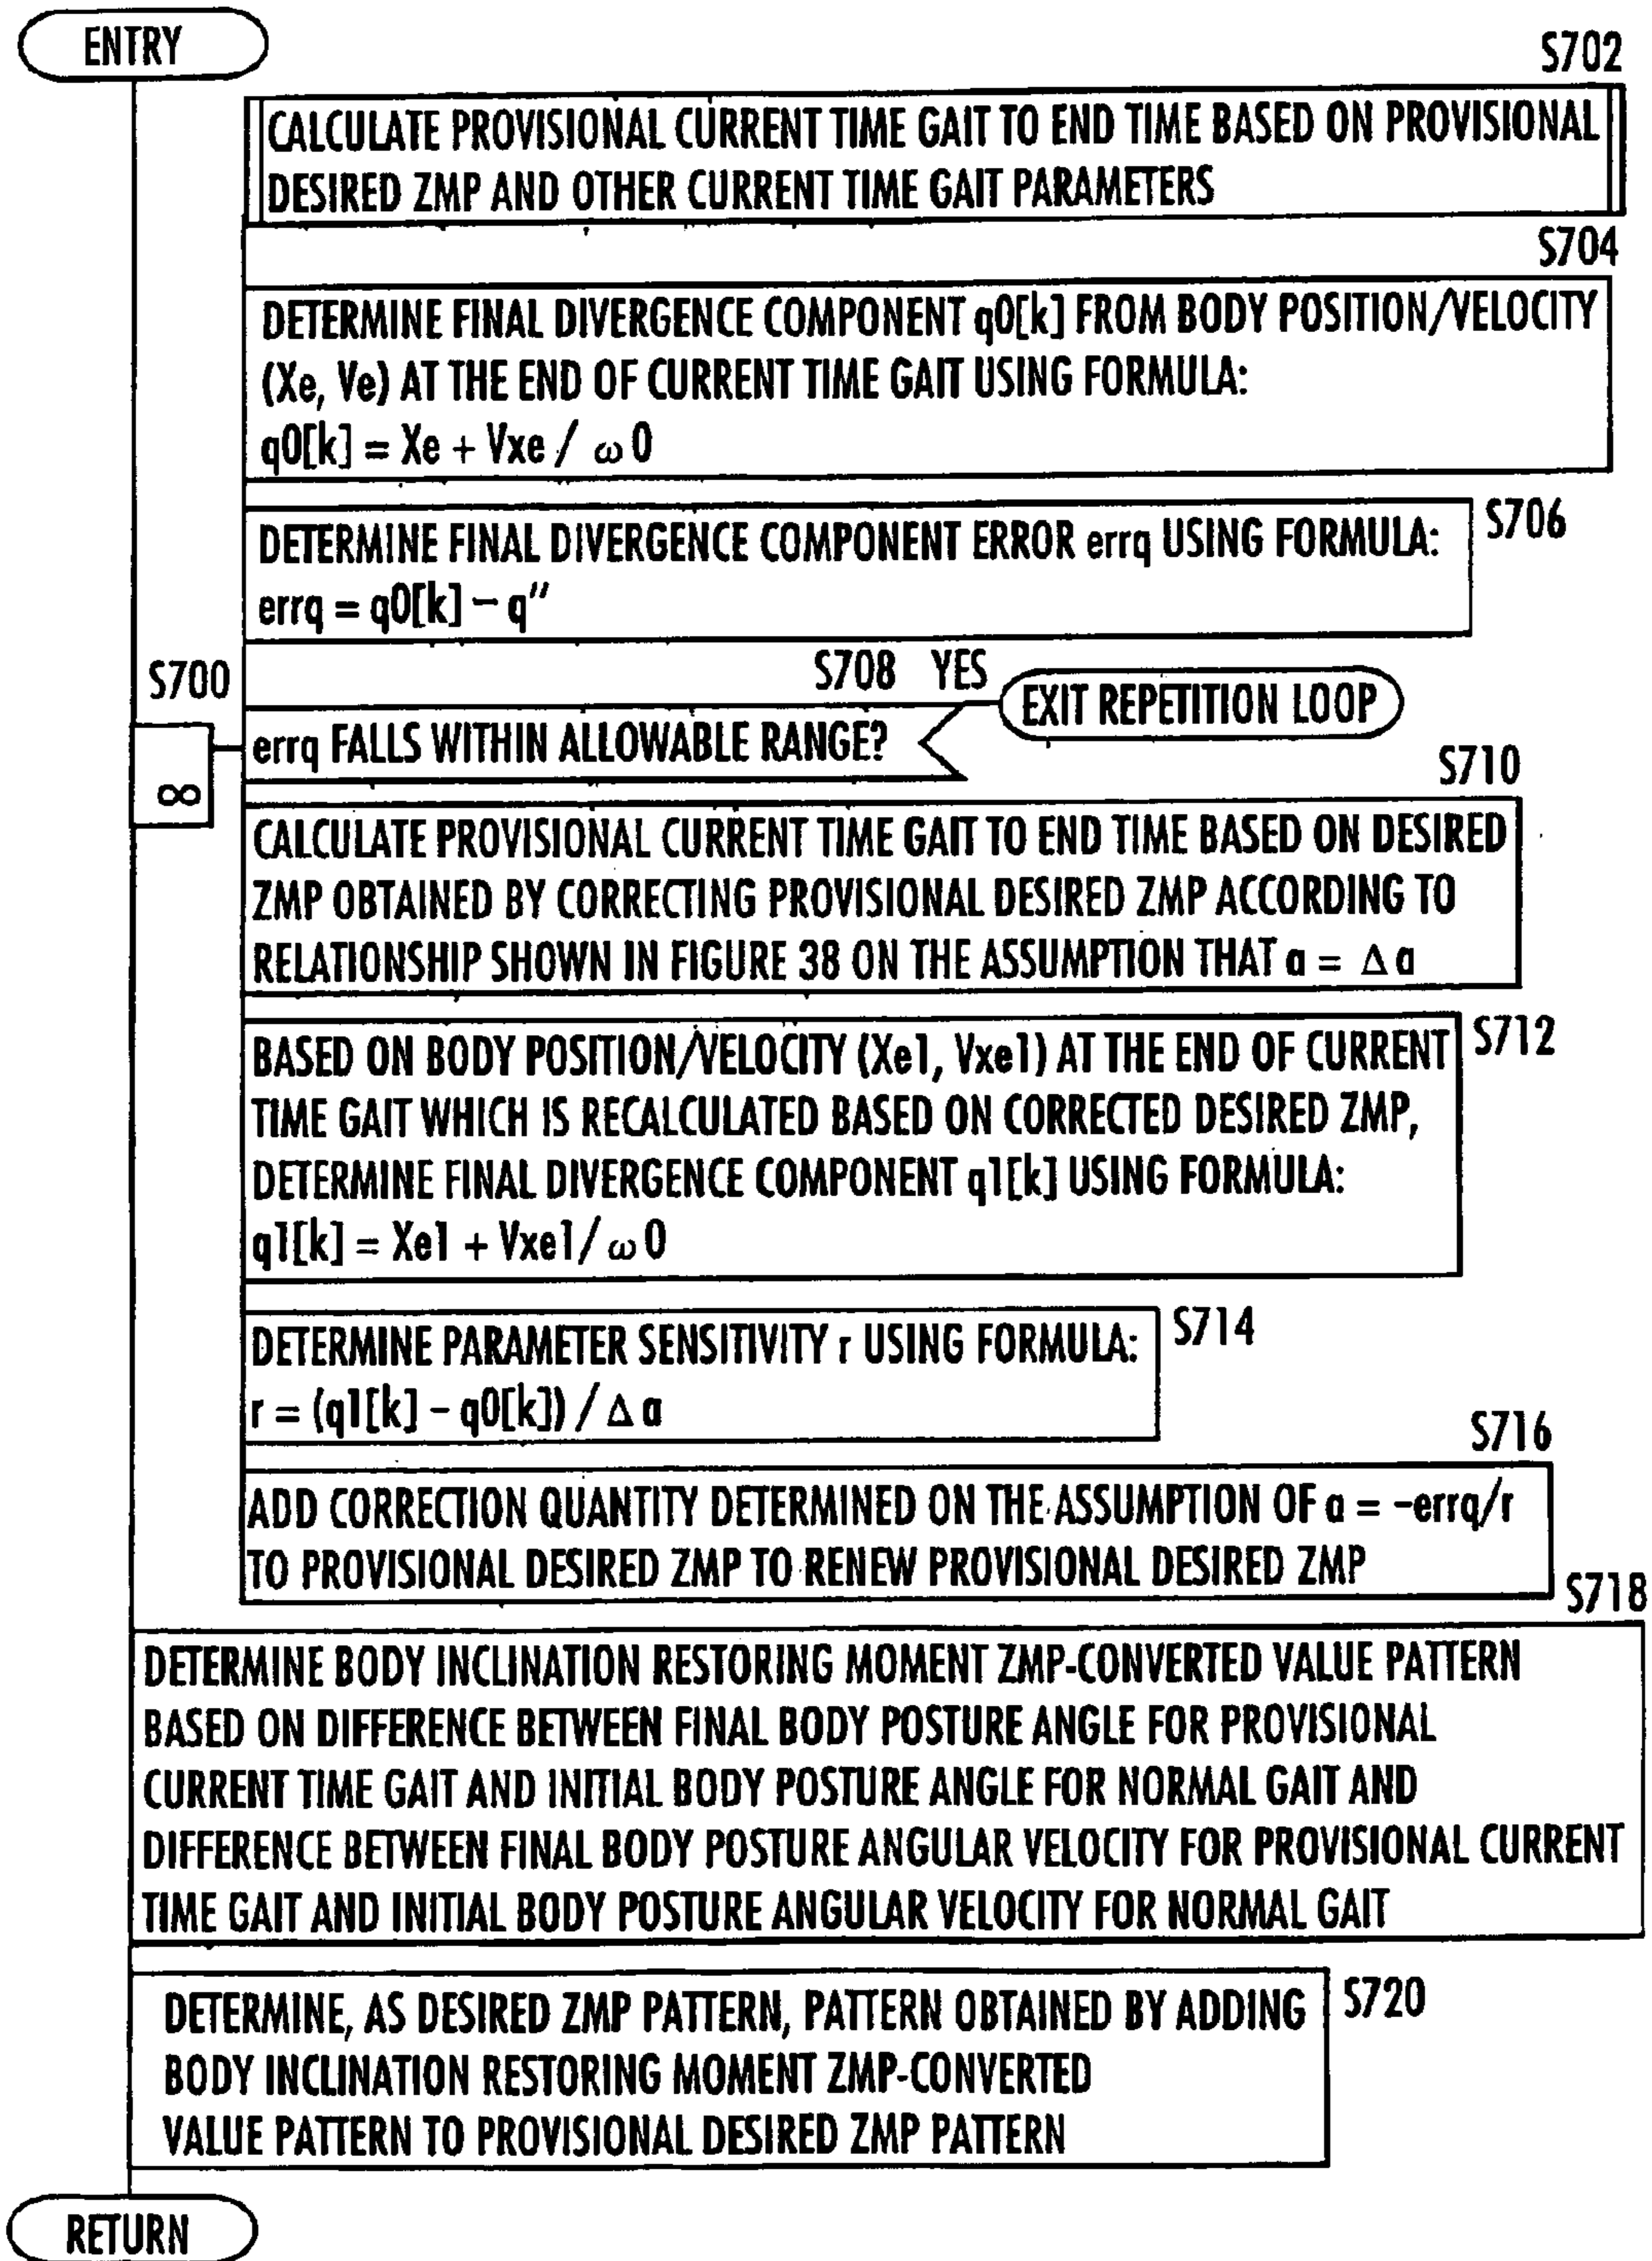 ENTRY
S702
CALCULATE PROVISIONAL CURRENT TIME GAIT TO END TIME BASED ON PROVISIONAL
DESIRED ZMP AND OTHER CURRENT TIME GAIT PARAMETERS
S704
DETERMINE FINAL DIVERGENCE COMPONENT q0[k] FROM BODY POSITION/VELOCITY
(Xe, Ve) AT THE END OF CURRENT TIME GAIT USING FORMULA:
q0[k] = Xe + Vxe / ω0
S706
DETERMINE FINAL DIVERGENCE COMPONENT ERROR errq USING FORMULA:
errq = q0[k] − q″
S700
∞
S708 YES
EXIT REPETITION LOOP
errq FALLS WITHIN ALLOWABLE RANGE?
S710
CALCULATE PROVISIONAL CURRENT TIME GAIT TO END TIME BASED ON DESIRED
ZMP OBTAINED BY CORRECTING PROVISIONAL DESIRED ZMP ACCORDING TO
RELATIONSHIP SHOWN IN FIGURE 38 ON THE ASSUMPTION THAT a = Δa
S712
BASED ON BODY POSITION/VELOCITY (Xe1, Vxe1) AT THE END OF CURRENT
TIME GAIT WHICH IS RECALCULATED BASED ON CORRECTED DESIRED ZMP,
DETERMINE FINAL DIVERGENCE COMPONENT q1[k] USING FORMULA:
q1[k] = Xe1 + Vxe1/ω0
S714
DETERMINE PARAMETER SENSITIVITY r USING FORMULA:
r = (q1[k] − q0[k]) / Δa
S716
ADD CORRECTION QUANTITY DETERMINED ON THE ASSUMPTION OF a = −errq/r
TO PROVISIONAL DESIRED ZMP TO RENEW PROVISIONAL DESIRED ZMP
S718
DETERMINE BODY INCLINATION RESTORING MOMENT ZMP-CONVERTED VALUE PATTERN
BASED ON DIFFERENCE BETWEEN FINAL BODY POSTURE ANGLE FOR PROVISIONAL
CURRENT TIME GAIT AND INITIAL BODY POSTURE ANGLE FOR NORMAL GAIT AND
DIFFERENCE BETWEEN FINAL BODY POSTURE ANGULAR VELOCITY FOR PROVISIONAL CURRENT
TIME GAIT AND INITIAL BODY POSTURE ANGULAR VELOCITY FOR NORMAL GAIT
S720
DETERMINE, AS DESIRED ZMP PATTERN, PATTERN OBTAINED BY ADDING
BODY INCLINATION RESTORING MOMENT ZMP-CONVERTED
VALUE PATTERN TO PROVISIONAL DESIRED ZMP PATTERN
RETURN